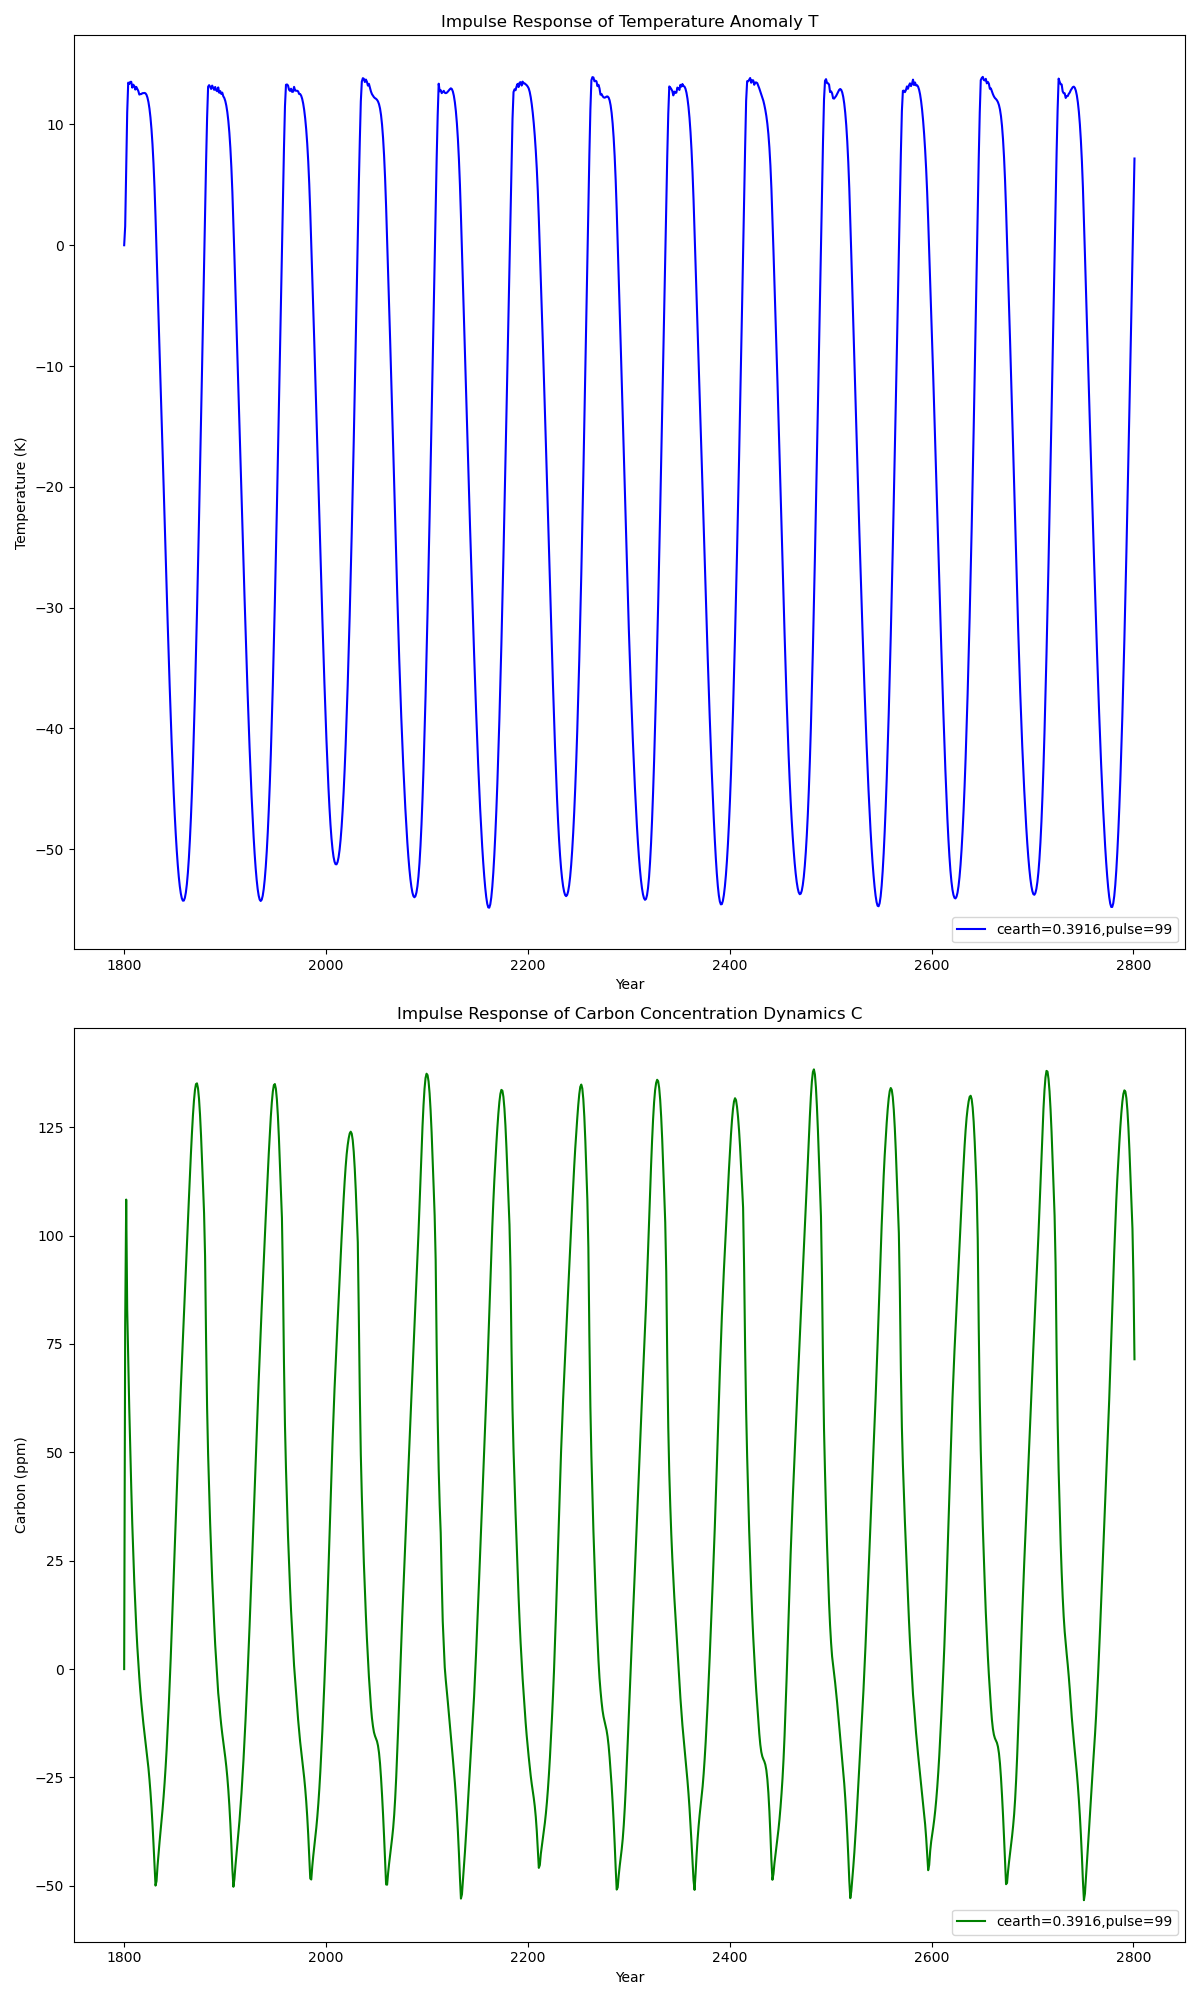 Impulse Response of Temperature Anomaly T
Temperature (K)
10
0
−10
−20
−30
−40
−50
cearth=0.3916,pulse=99
1800 2000 2200 2400 2600 2800
Year
Impulse Response of Carbon Concentration Dynamics C
Carbon (ppm)
125
100
75
50
25
0
−25
−50
cearth=0.3916,pulse=99
1800 2000 2200 2400 2600 2800
Year